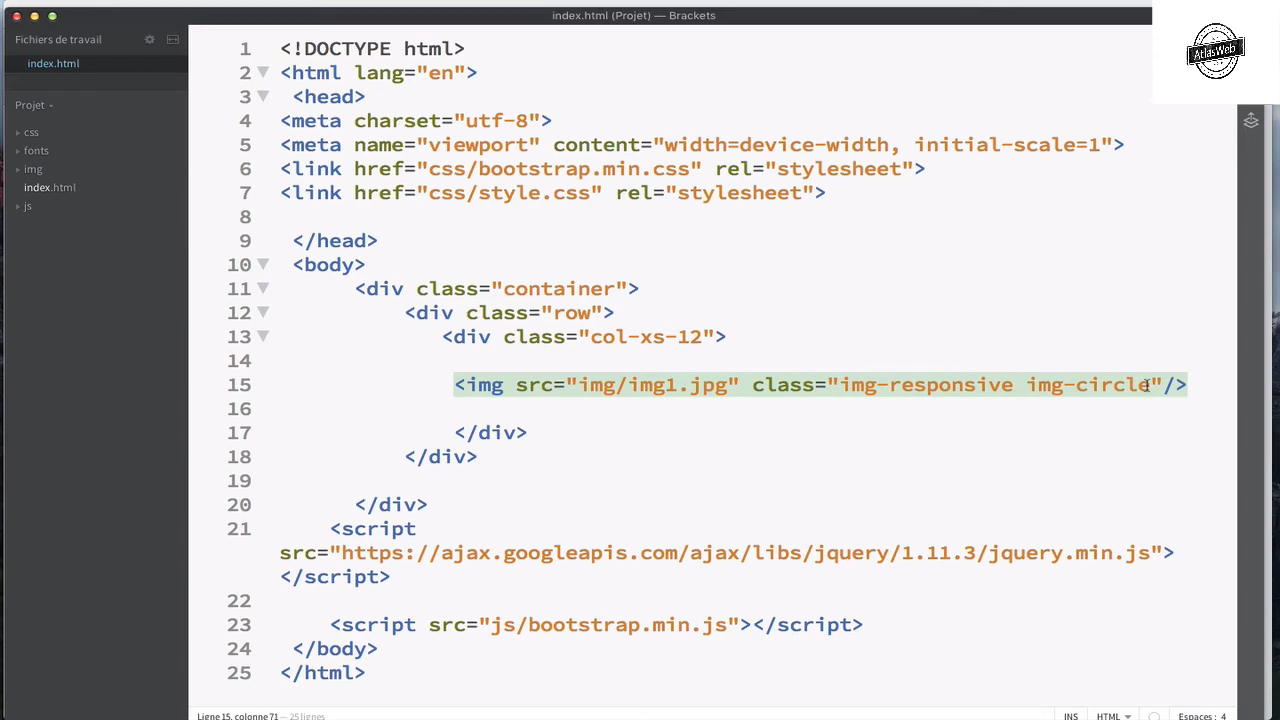 index.html (Projet) — Brackets
AtlasWeb
Fichiers de travail
index.html
Projet
css
fonts
img
index.html
js
1 <!DOCTYPE html>
2 <html lang="en">
3 <head>
4 <meta charset="utf-8">
5 <meta name="viewport" content="width=device-width, initial-scale=1">
6 <link href="css/bootstrap.min.css" rel="stylesheet">
7 <link href="css/style.css" rel="stylesheet">
8
9 </head>
10 <body>
11 <div class="container">
12 <div class="row">
13 <div class="col-xs-12">
14
15 <img src="img/img1.jpg" class="img-responsive img-circle"/>
16
17 </div>
18 </div>
19
20 </div>
21 <script
src="https://ajax.googleapis.com/ajax/libs/jquery/1.11.3/jquery.min.js">
</script>
22
23 <script src="js/bootstrap.min.js"></script>
24 </body>
25 </html>
Ligne 15, colonne 71 — 25 lignes
INS HTML Espaces : 4